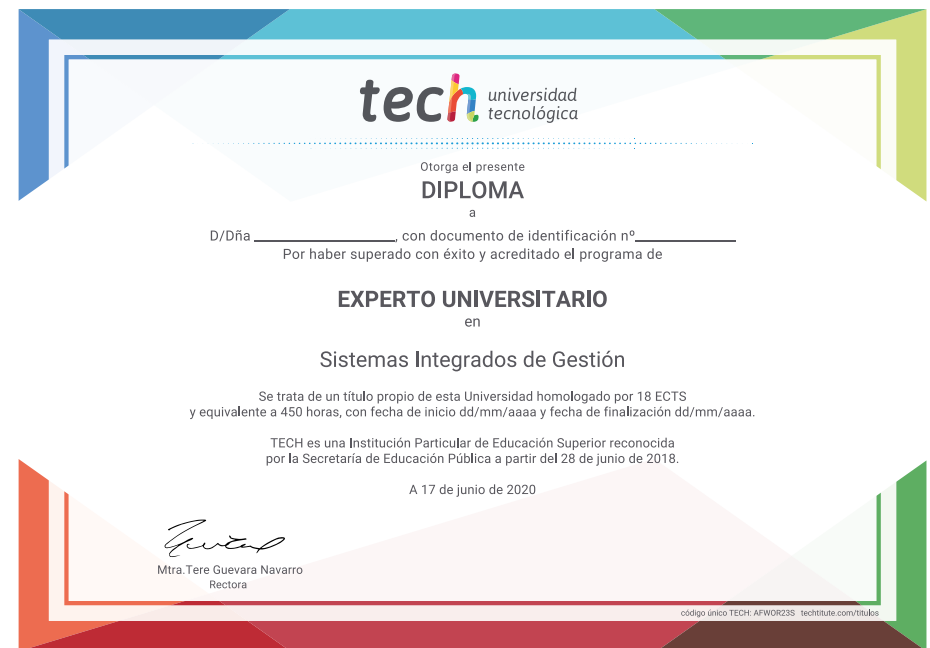 tech universidad
tecnológica
Otorga el presente
DIPLOMA
a
D/Dña ______________, con documento de identificación nº__________
Por haber superado con éxito y acreditado el programa de
EXPERTO UNIVERSITARIO
en
Sistemas Integrados de Gestión
Se trata de un título propio de esta Universidad homologado por 18 ECTS
y equivalente a 450 horas, con fecha de inicio dd/mm/aaaa y fecha de finalización dd/mm/aaaa.
TECH es una Institución Particular de Educación Superior reconocida
por la Secretaría de Educación Pública a partir del 28 de junio de 2018.
A 17 de junio de 2020
Mtra.Tere Guevara Navarro
Rectora
código único TECH: AFWOR23S techtitute.com/titulos